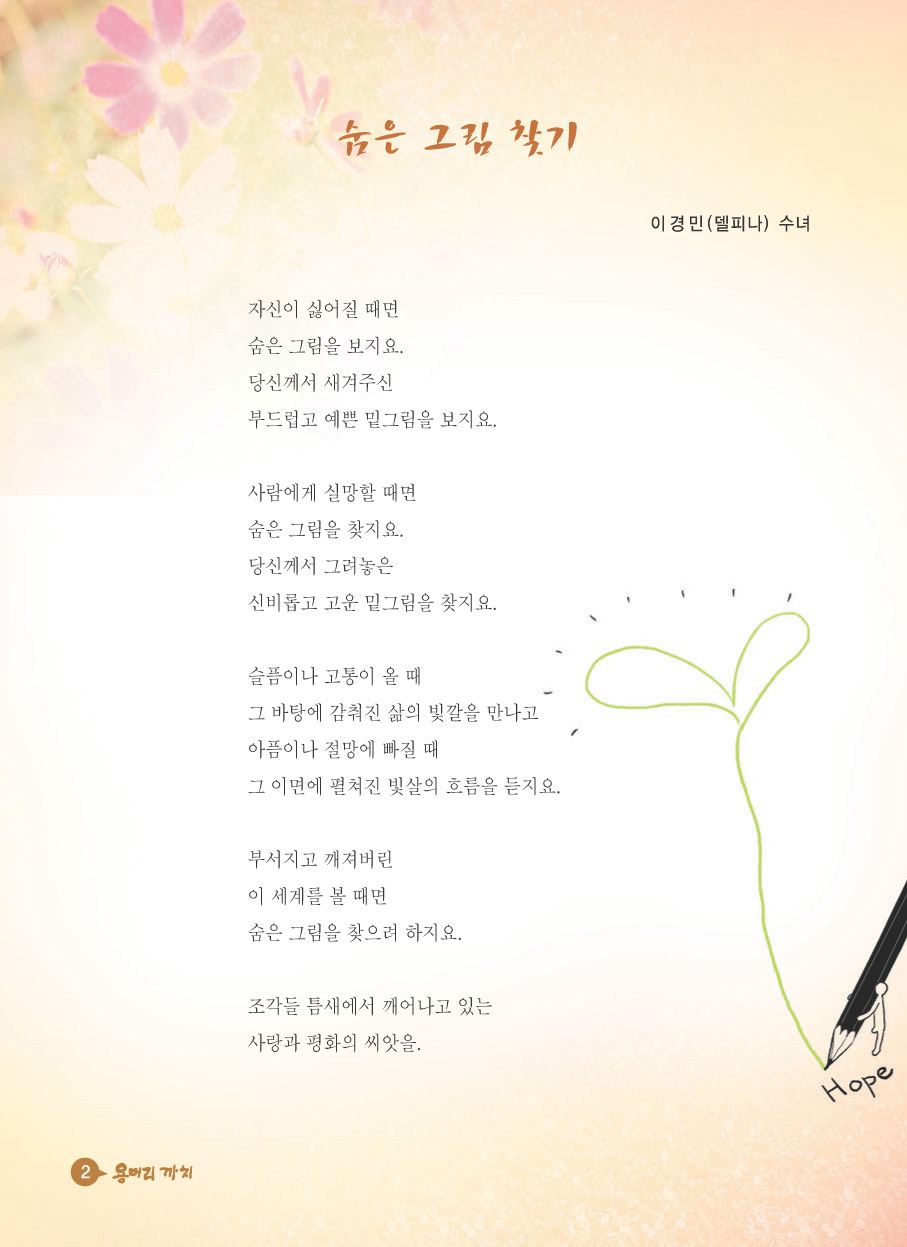 숨은 그림 찾기
이경민(델피나) 수녀
자신이 싫어질 때면
숨은 그림을 보지요.
당신께서 새겨주신
부드럽고 예쁜 밑그림을 보지요.
사람에게 실망할 때면
숨은 그림을 찾지요.
당신께서 그려놓은
신비롭고 고운 밑그림을 찾지요.
슬픔이나 고통이 올 때
그 바탕에 감춰진 삶의 빛깔을 만나고
아픔이나 절망에 빠질 때
그 이면에 펼쳐진 빛살의 흐름을 듣지요.
부서지고 깨져버린
이 세계를 볼 때면
숨은 그림을 찾으려 하지요.
조각들 틈새에서 깨어나고 있는
사랑과 평화의 씨앗을.
Hope
2 용머리 까치